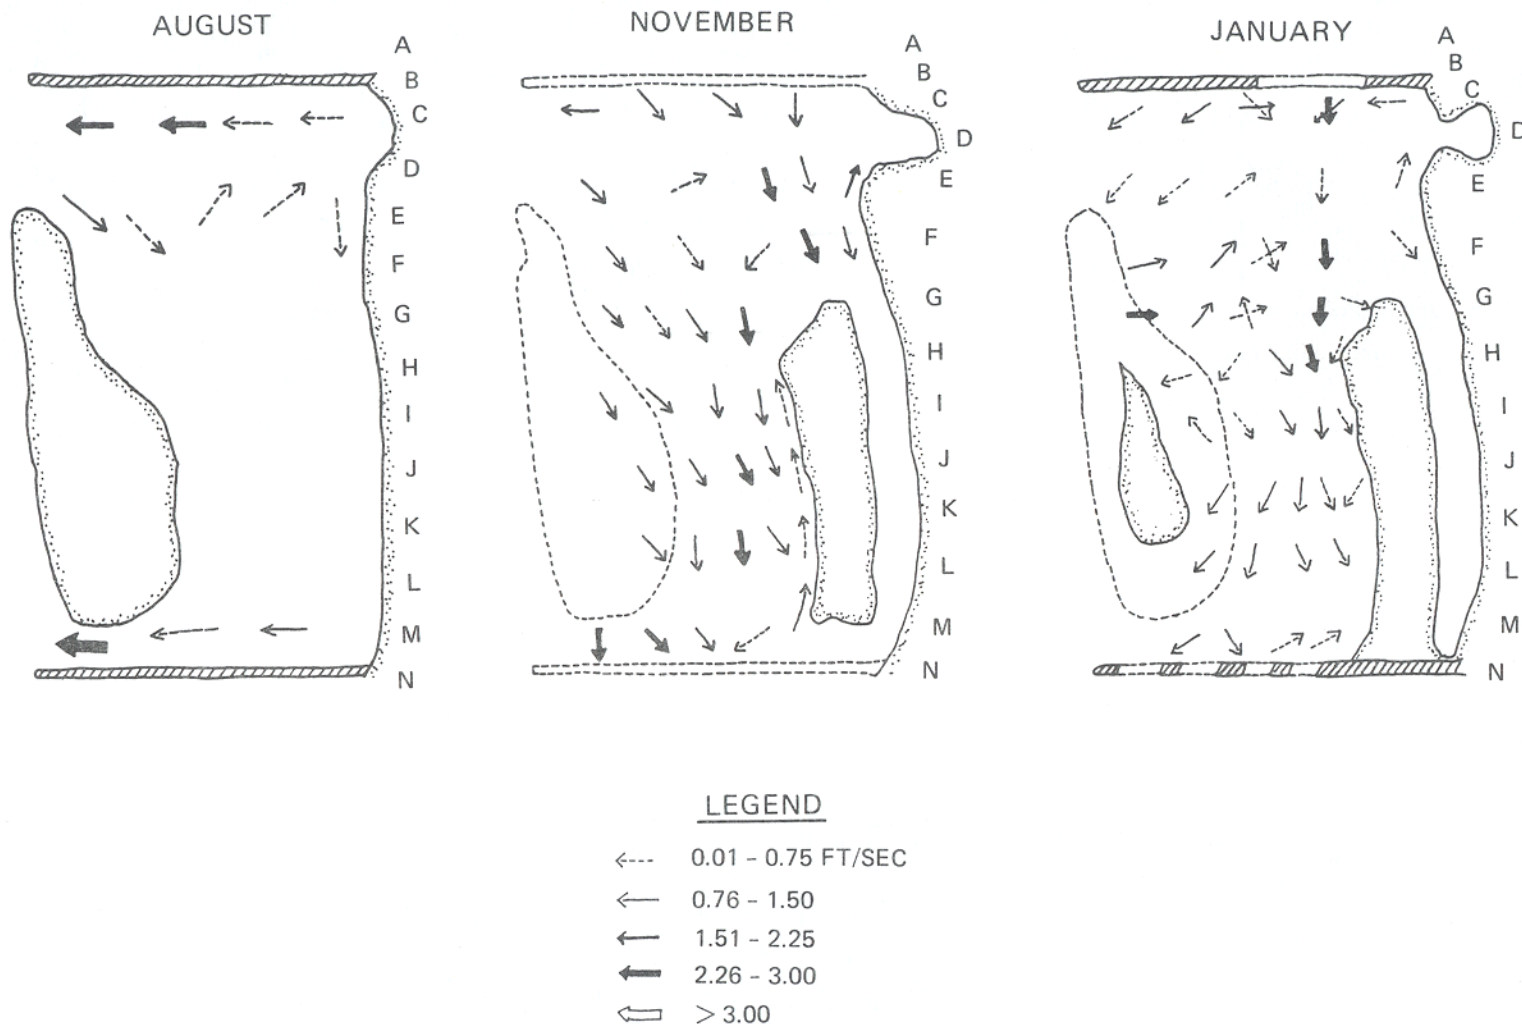 AUGUST
A
B
C
D
E
F
G
H
I
J
K
L
M
N
NOVEMBER
A
B
C
D
E
F
G
H
I
J
K
L
M
N
JANUARY
A
B
C
D
E
F
G
H
I
J
K
L
M
N
LEGEND
0.01 - 0.75 FT/SEC
0.76 - 1.50
1.51 - 2.25
2.26 - 3.00
> 3.00